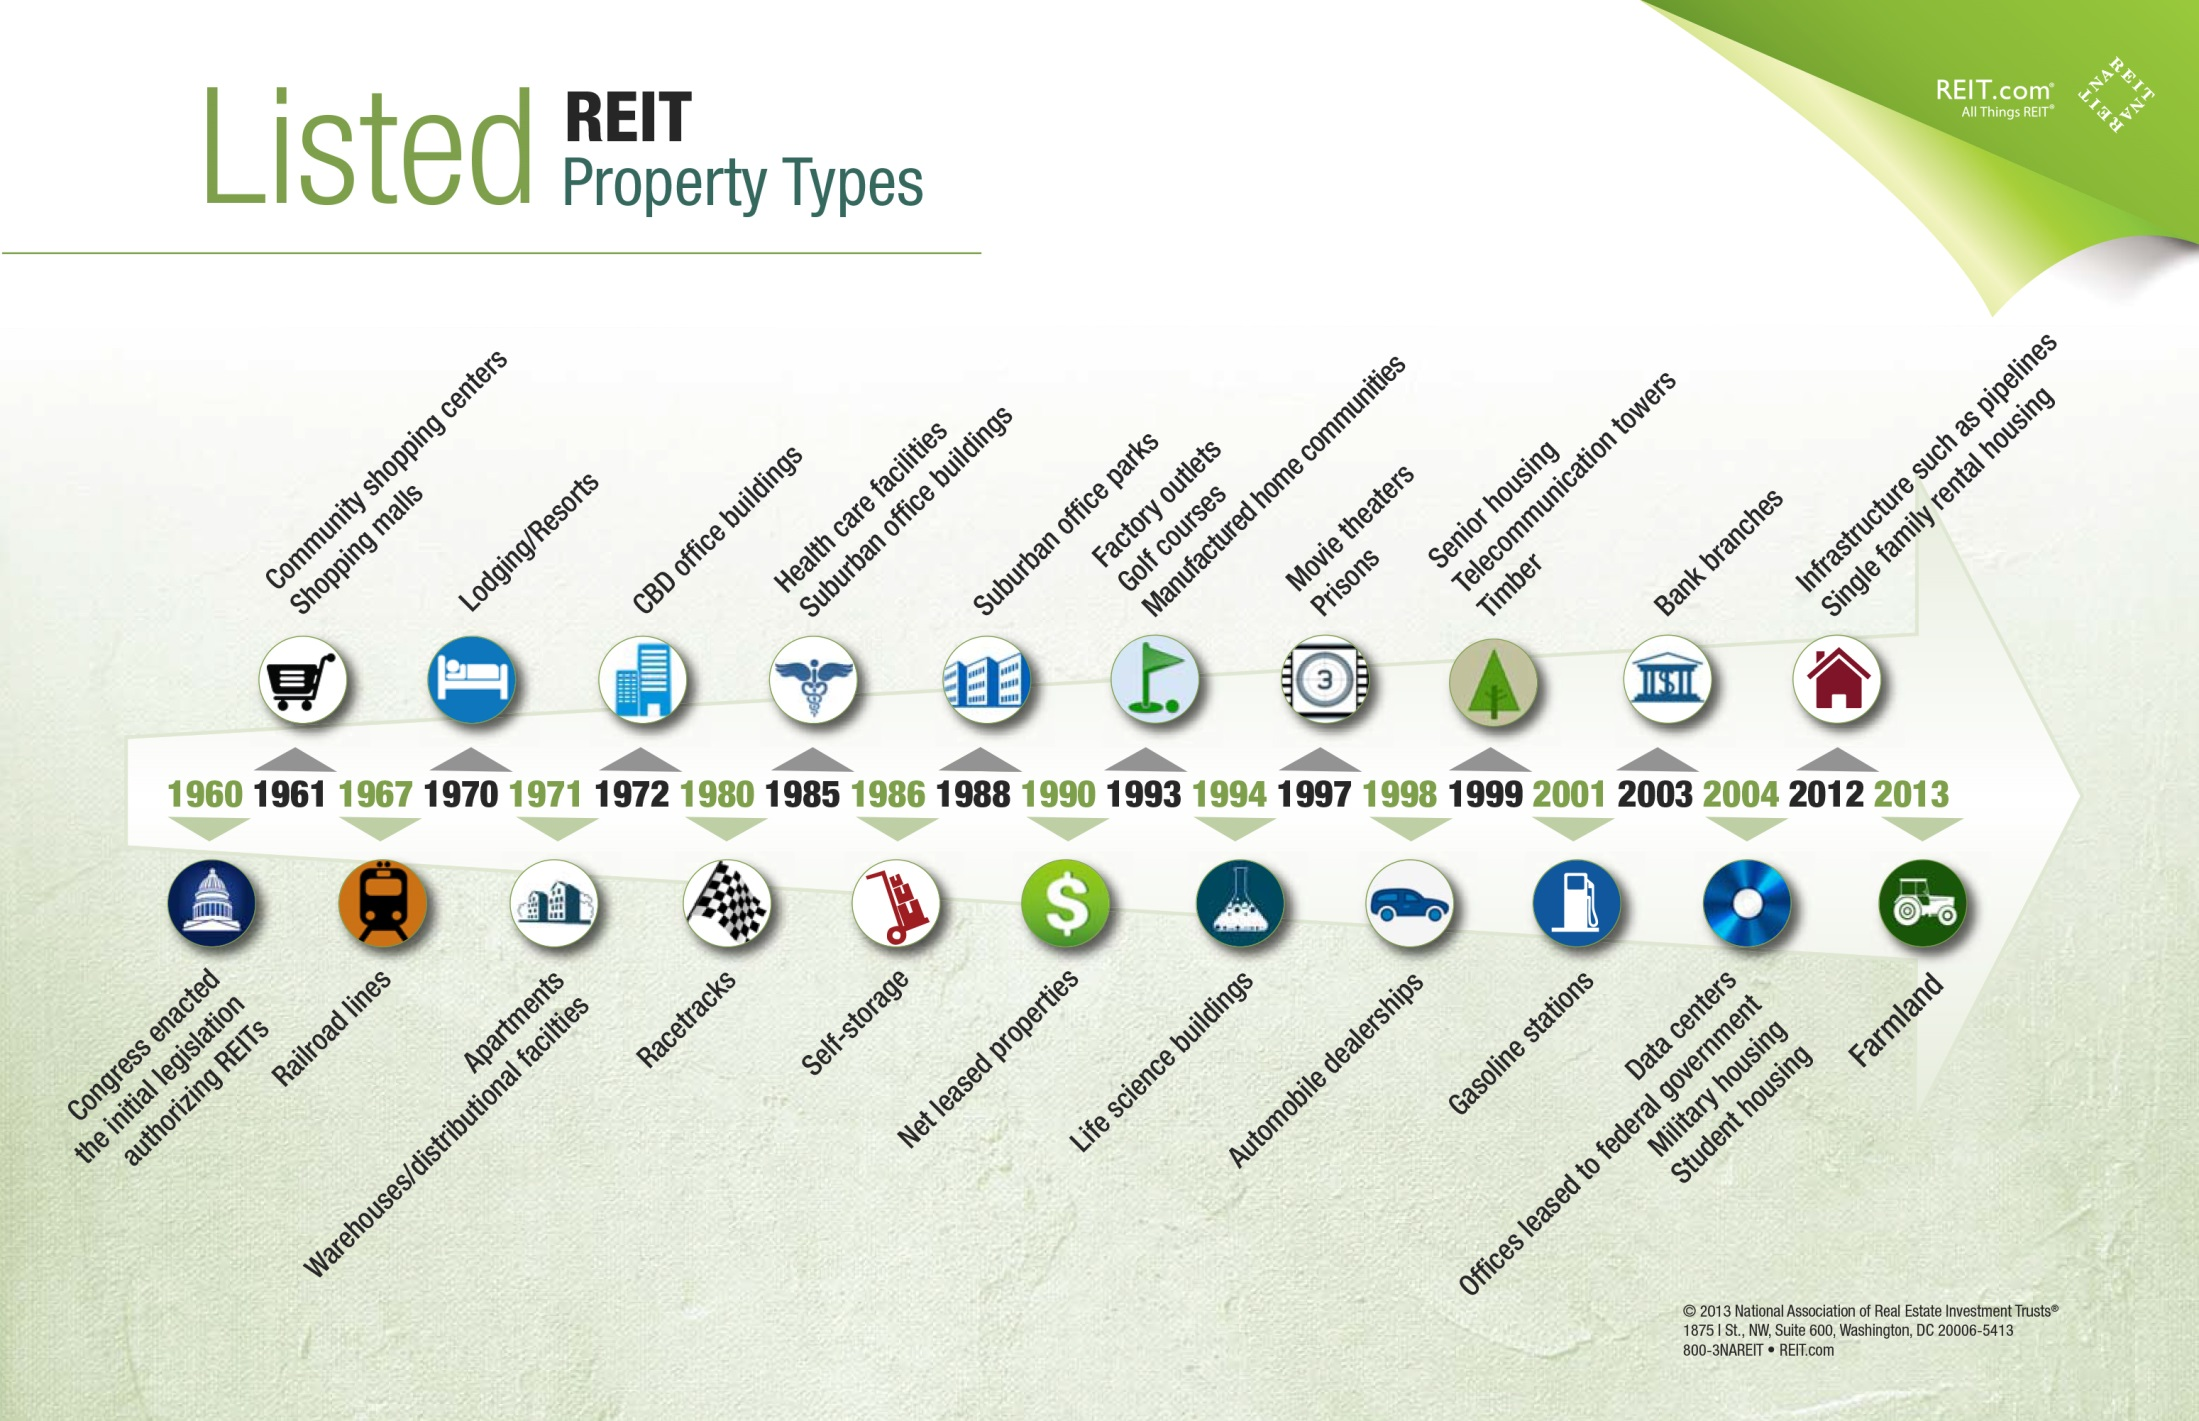 Listed REIT
Property Types
REIT.com®
All Things REIT®
NAREIT
NAREIT
Community shopping centers
Shopping malls
Lodging/Resorts
CBD office buildings
Health care facilities
Suburban office buildings
Suburban office parks
Factory outlets
Golf courses
Manufactured home communities
Movie theaters
Prisons
Senior housing
Telecommunication towers
Timber
Bank branches
Infrastructure such as pipelines
Single family rental housing
3
$
1960 1961 1967 1970 1971 1972 1980 1985 1986 1988 1990 1993 1994 1997 1998 1999 2001 2003 2004 2012 2013
$
Congress enacted
the initial legislation
authorizing REITs
Railroad lines
Apartments
Warehouses/distributional facilties
Racetracks
Self-storage
Net leased properties
Life science buildings
Automobile dealerships
Gasoline stations
Data centers
Offices leased to federal government
Military housing
Student housing
Farmland
© 2013 National Association of Real Estate Investment Trusts®
1875 I St., NW, Suite 600, Washington, DC 20006-5413
800-3NAREIT • REIT.com